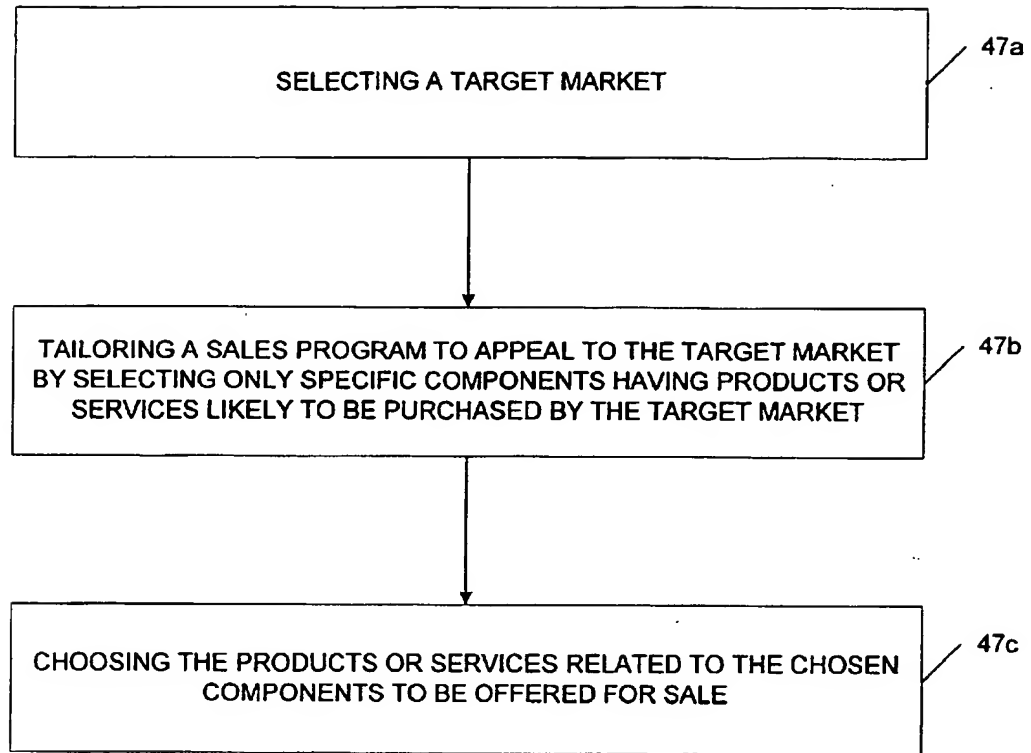 47a
SELECTING A TARGET MARKET
47b
TAILORING A SALES PROGRAM TO APPEAL TO THE TARGET MARKET
BY SELECTING ONLY SPECIFIC COMPONENTS HAVING PRODUCTS OR
SERVICES LIKELY TO BE PURCHASED BY THE TARGET MARKET
47c
CHOOSING THE PRODUCTS OR SERVICES RELATED TO THE CHOSEN
COMPONENTS TO BE OFFERED FOR SALE